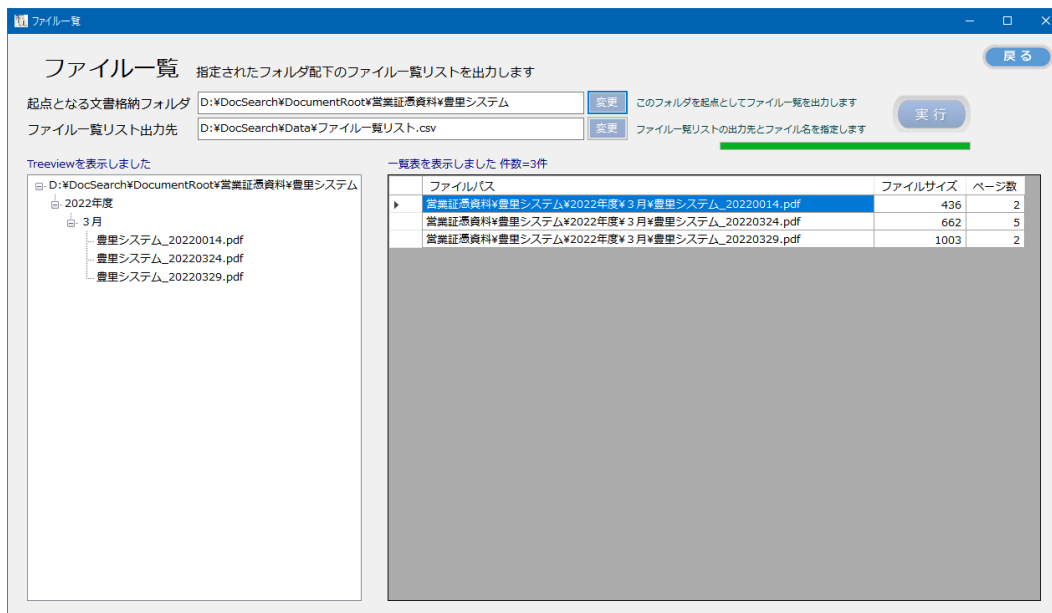 ファイル一覧
戻る
ファイル一覧 指定されたフォルダ配下のファイル一覧リストを出力します
起点となる文書格納フォルダ D:¥DocSearch¥DocumentRoot¥営業証憑資料¥豊里システム 変更 このフォルダを起点としてファイル一覧を出力します
実行
ファイル一覧リスト出力先 D:¥DocSearch¥Data¥ファイル一覧リスト.csv 変更 ファイル一覧リストの出力先とファイル名を指定します
Treeviewを表示しました
D:¥DocSearch¥DocumentRoot¥営業証憑資料¥豊里システム
2022年度
３月
豊里システム_20220014.pdf
豊里システム_20220324.pdf
豊里システム_20220329.pdf
一覧表を表示しました 件数=3件
ファイルパス ファイルサイズ ページ数
営業証憑資料¥豊里システム¥2022年度¥３月¥豊里システム_20220014.pdf 436 2
営業証憑資料¥豊里システム¥2022年度¥３月¥豊里システム_20220324.pdf 662 5
営業証憑資料¥豊里システム¥2022年度¥３月¥豊里システム_20220329.pdf 1003 2